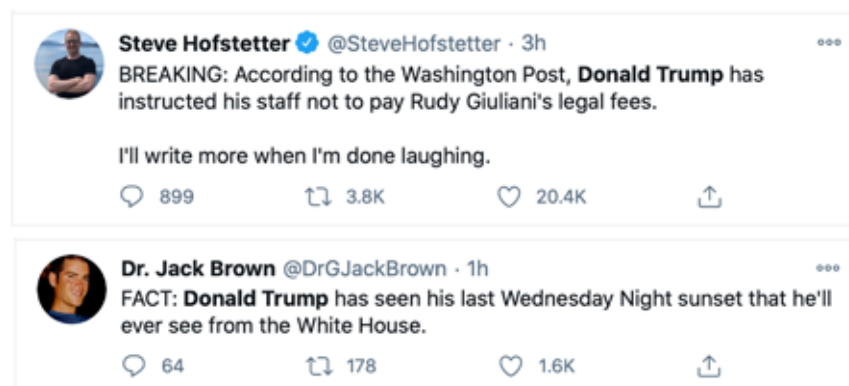 Steve Hofstetter @SteveHofstetter · 3h
BREAKING: According to the Washington Post, Donald Trump has
instructed his staff not to pay Rudy Giuliani's legal fees.
I'll write more when I'm done laughing.
899 3.8K 20.4K
Dr. Jack Brown @DrGJackBrown · 1h
FACT: Donald Trump has seen his last Wednesday Night sunset that he'll
ever see from the White House.
64 178 1.6K